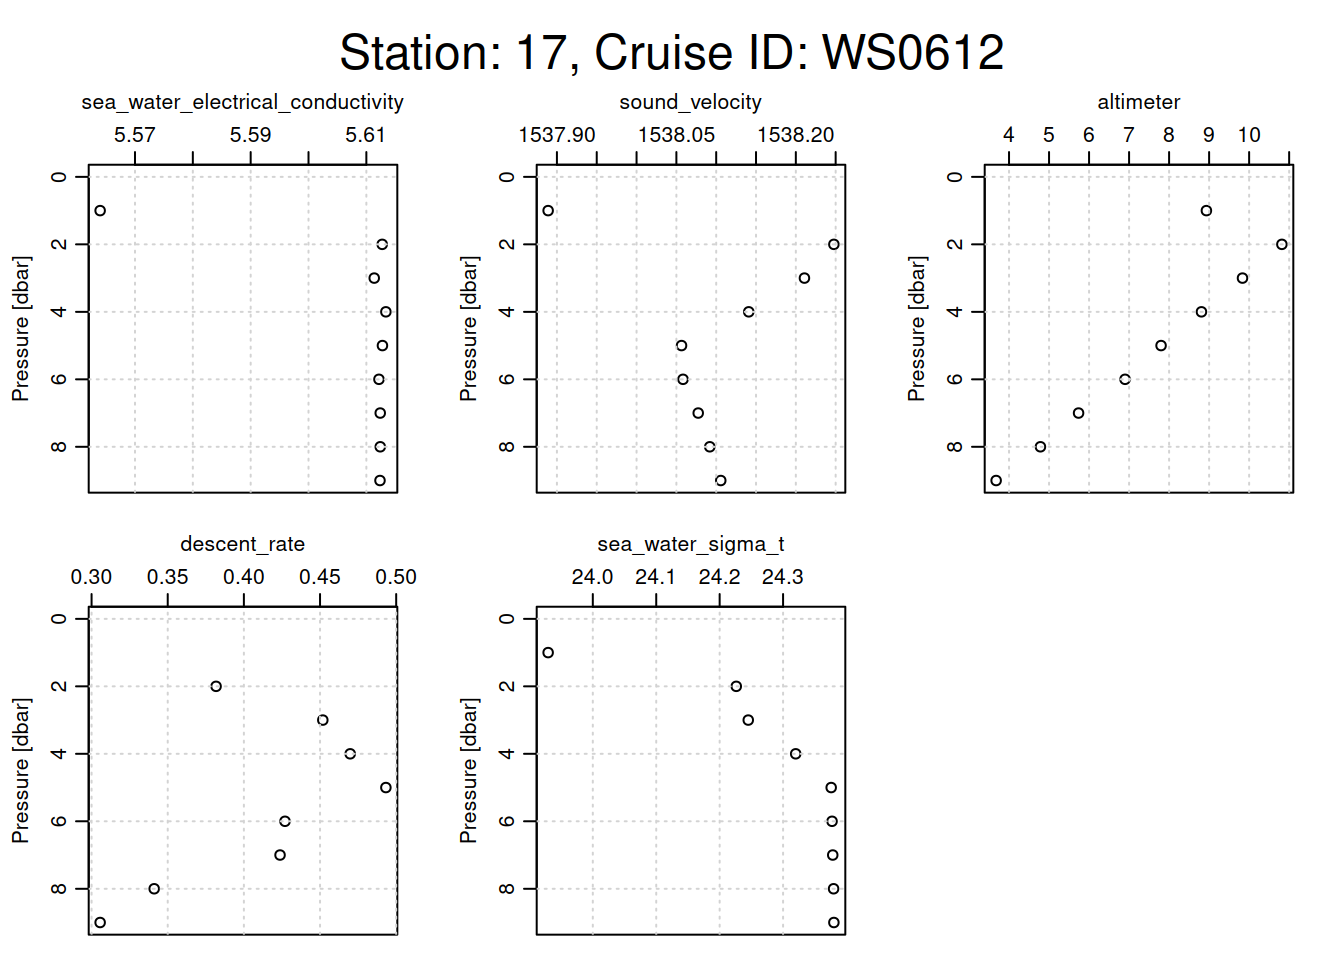 Station: 17, Cruise ID: WS0612
sea_water_electrical_conductivity
5.57 5.59 5.61
Pressure [dbar]
0 2 4 6 8
sound_velocity
1537.90 1538.05 1538.20
Pressure [dbar]
0 2 4 6 8
altimeter
4 5 6 7 8 9 10
Pressure [dbar]
0 2 4 6 8
descent_rate
0.30 0.35 0.40 0.45 0.50
Pressure [dbar]
0 2 4 6 8
sea_water_sigma_t
24.0 24.1 24.2 24.3
Pressure [dbar]
0 2 4 6 8